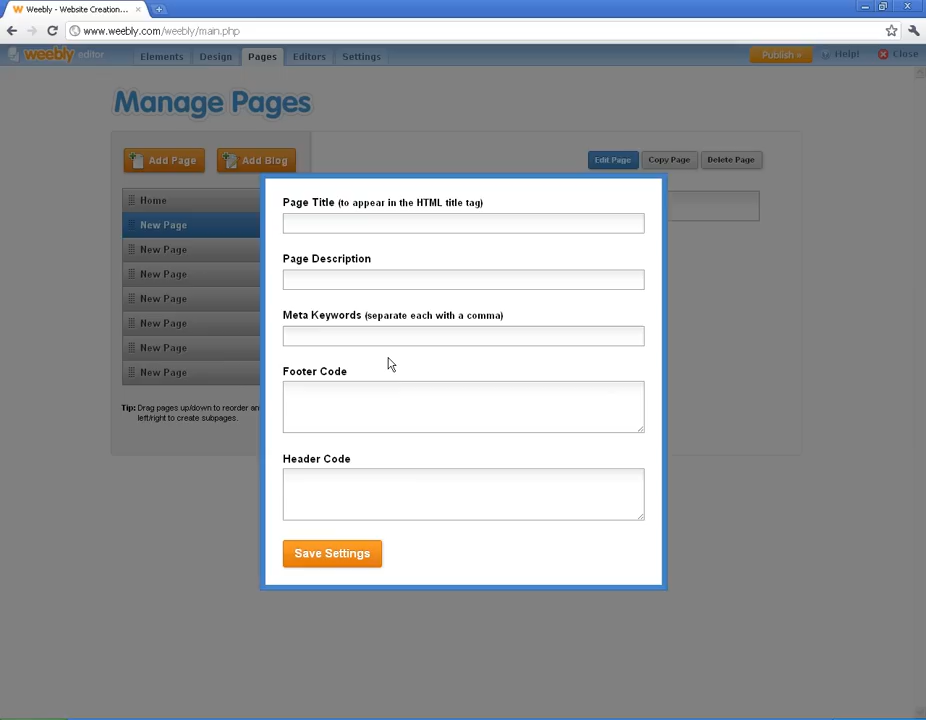 Weebly - Website Creation...
www.weebly.com/weebly/main.php
weebly editor
Elements
Design
Pages
Editors
Settings
Publish »
Help!
Close
Manage Pages
Add Page
Add Blog
Edit Page
Copy Page
Delete Page
Home
New Page
New Page
New Page
New Page
New Page
New Page
New Page
Tip: Drag pages up/down to reorder an
left/right to create subpages.
Page Title (to appear in the HTML title tag)
Page Description
Meta Keywords (separate each with a comma)
Footer Code
Header Code
Save Settings